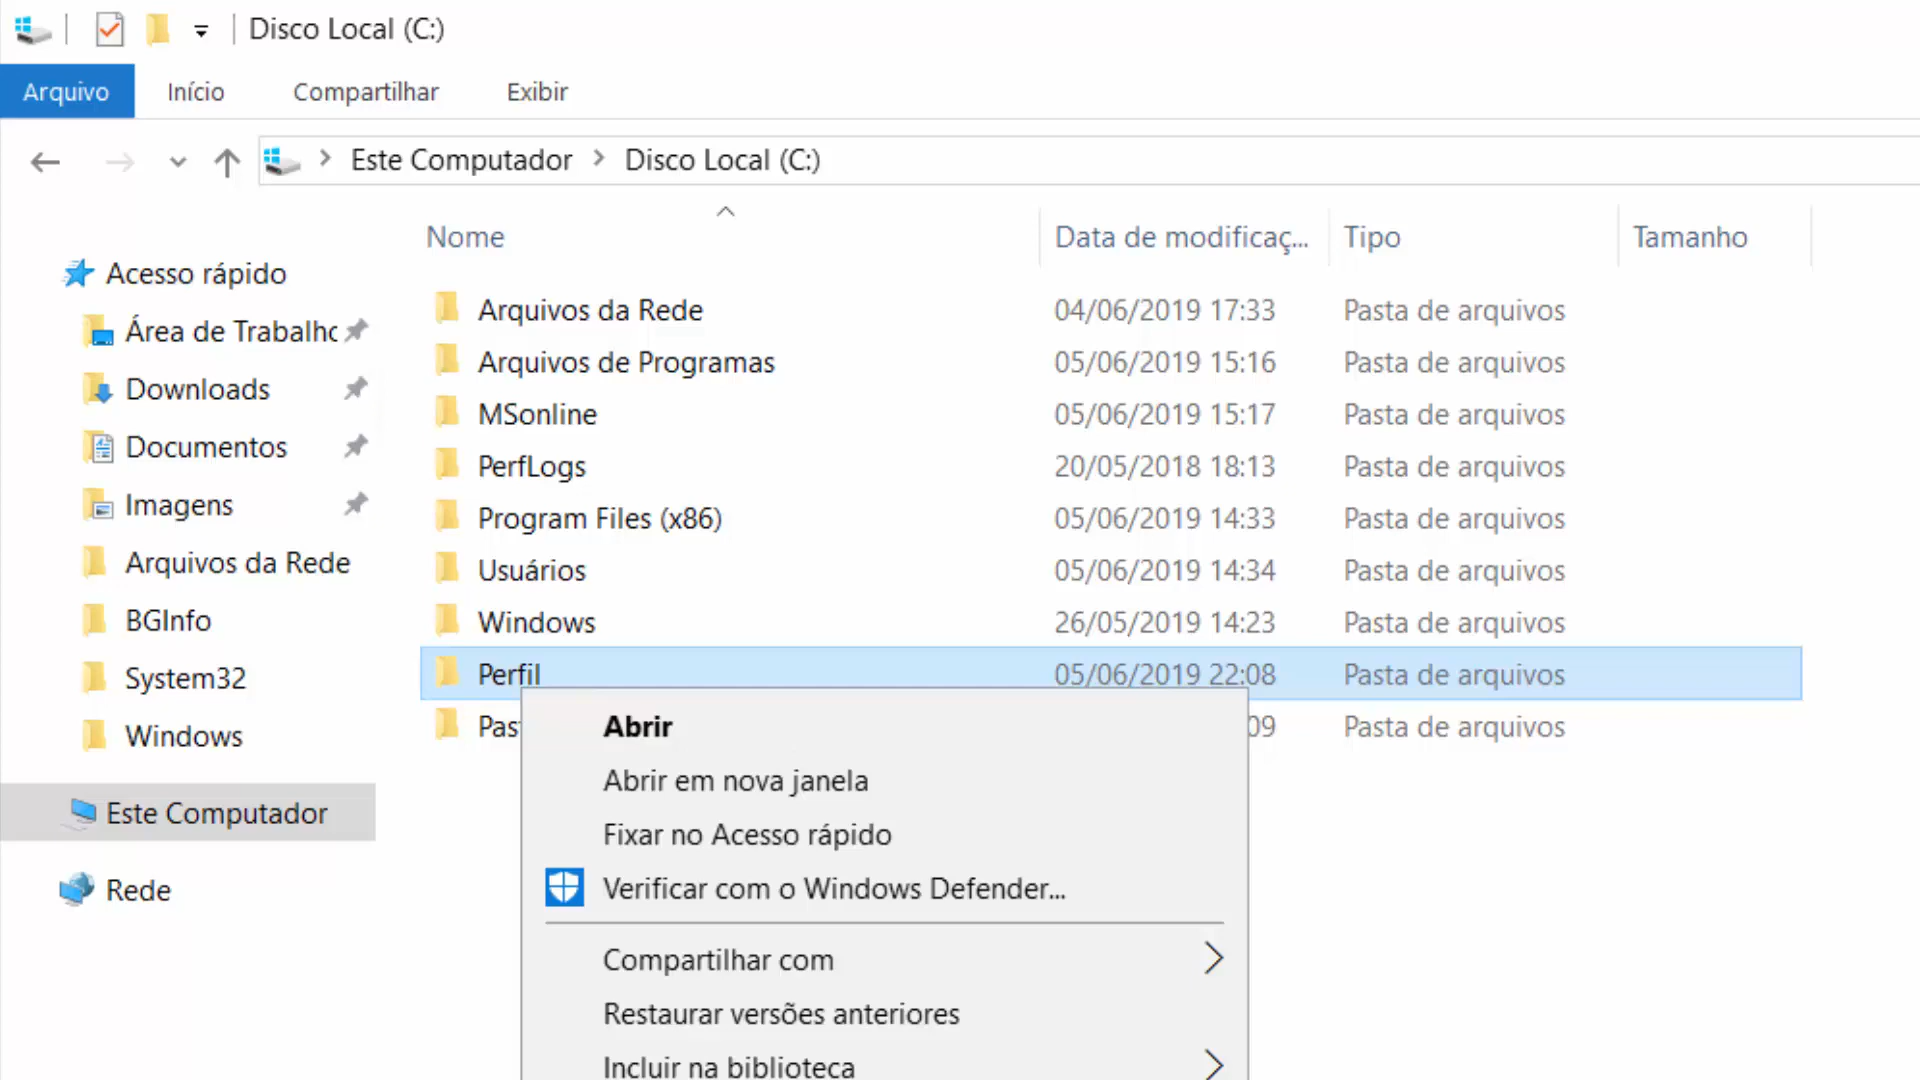 Disco Local (C:)
Arquivo Início Compartilhar Exibir
Este Computador Disco Local (C:)
Nome Data de modificaç... Tipo Tamanho
Acesso rápido
Área de Trabalho
Downloads
Documentos
Imagens
Arquivos da Rede
BGInfo
System32
Windows
Este Computador
Rede
Arquivos da Rede 04/06/2019 17:33 Pasta de arquivos
Arquivos de Programas 05/06/2019 15:16 Pasta de arquivos
MSonline 05/06/2019 15:17 Pasta de arquivos
PerfLogs 20/05/2018 18:13 Pasta de arquivos
Program Files (x86) 05/06/2019 14:33 Pasta de arquivos
Usuários 05/06/2019 14:34 Pasta de arquivos
Windows 26/05/2019 14:23 Pasta de arquivos
Perfil 05/06/2019 22:08 Pasta de arquivos
09 Pasta de arquivos
Abrir
Abrir em nova janela
Fixar no Acesso rápido
Verificar com o Windows Defender...
Compartilhar com
Restaurar versões anteriores
Incluir na biblioteca